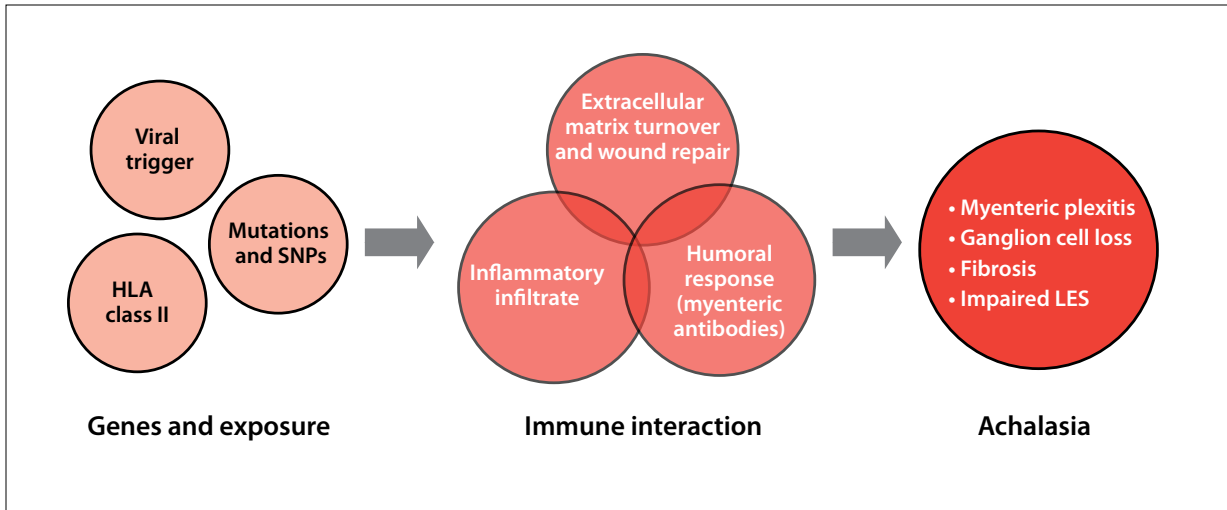 Viral
trigger
Mutations
and SNPs
HLA
class II
Genes and exposure
Extracellular
matrix turnover
and wound repair
Inflammatory
infiltrate
Humoral
response
(myenteric
antibodies)
Immune interaction
• Myenteric plexitis
• Ganglion cell loss
• Fibrosis
• Impaired LES
Achalasia